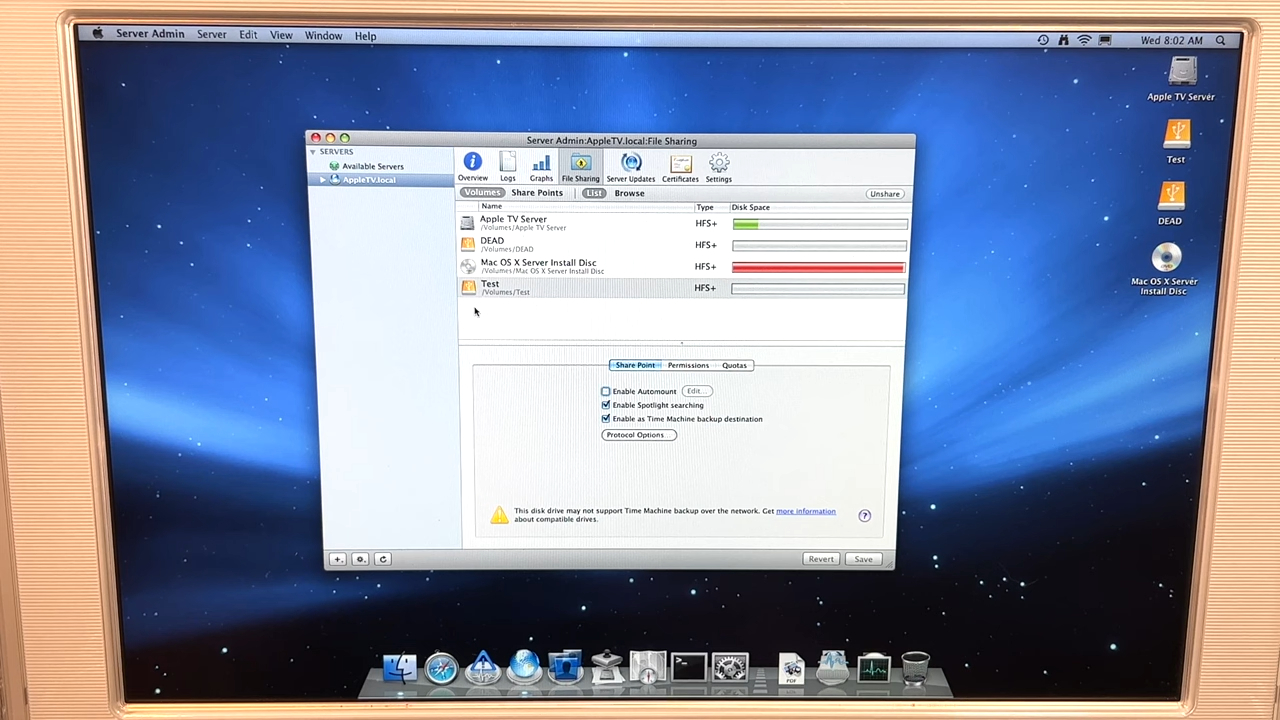 Server Admin Server Edit View Window Help Wed 8:02 AM
Apple TV Server
Test
DEAD
Mac OS X Server
Install Disc
Server Admin:AppleTV.local:File Sharing
SERVERS
Available Servers
AppleTV.local
Overview Logs Graphs File Sharing Server Updates Certificates Settings
Volumes Share Points List Browse Unshare
Name Type Disk Space
Apple TV Server HFS+
/Volumes/Apple TV Server
DEAD HFS+
/Volumes/DEAD
Mac OS X Server Install Disc HFS+
/Volumes/Mac OS X Server Install Disc
Test HFS+
/Volumes/Test
Share Point Permissions Quotas
Enable Automount Edit...
Enable Spotlight searching
Enable as Time Machine backup destination
Protocol Options...
This disk drive may not support Time Machine backup over the network. Get more information
about compatible drives.
?
Revert Save
PDF